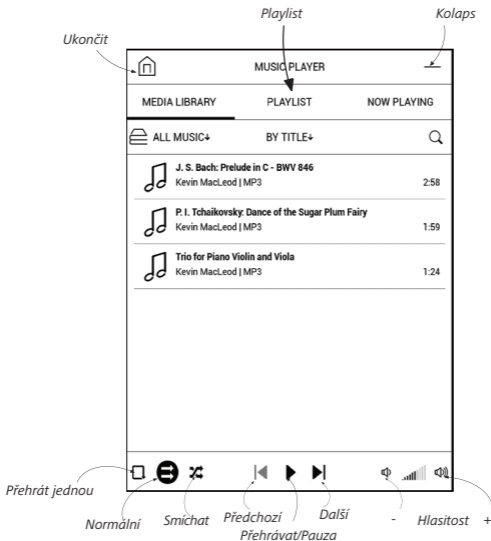 Playlist Kolaps
Ukončit
MUSIC PLAYER
MEDIA LIBRARY PLAYLIST NOW PLAYING
ALL MUSIC↓ BY TITLE↓
J. S. Bach: Prelude in C - BWV 846
Kevin MacLeod | MP3 2:58
P. I. Tchaikovsky: Dance of the Sugar Plum Fairy
Kevin MacLeod | MP3 1:59
Trio for Piano Violin and Viola
Kevin MacLeod | MP3 1:24
Přehrát jednou
Normální Smíchat Předchozí Další - Hlasitost +
Přehrávat/Pauza